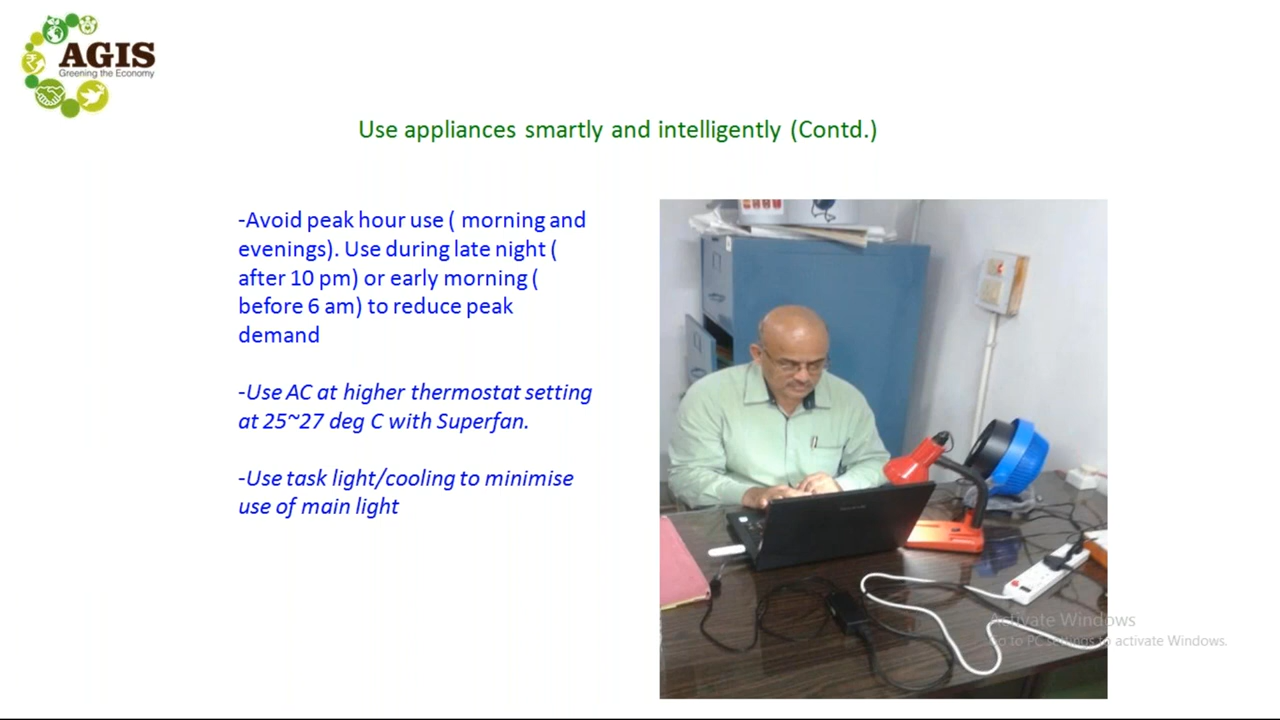 AGIS
Greening the Economy
Use appliances smartly and intelligently (Contd.)
-Avoid peak hour use ( morning and
evenings). Use during late night (
after 10 pm) or early morning (
before 6 am) to reduce peak
demand
-Use AC at higher thermostat setting
at 25~27 deg C with Superfan.
-Use task light/cooling to minimise
use of main light
Activate Windows
Go to PC settings to activate Windows.